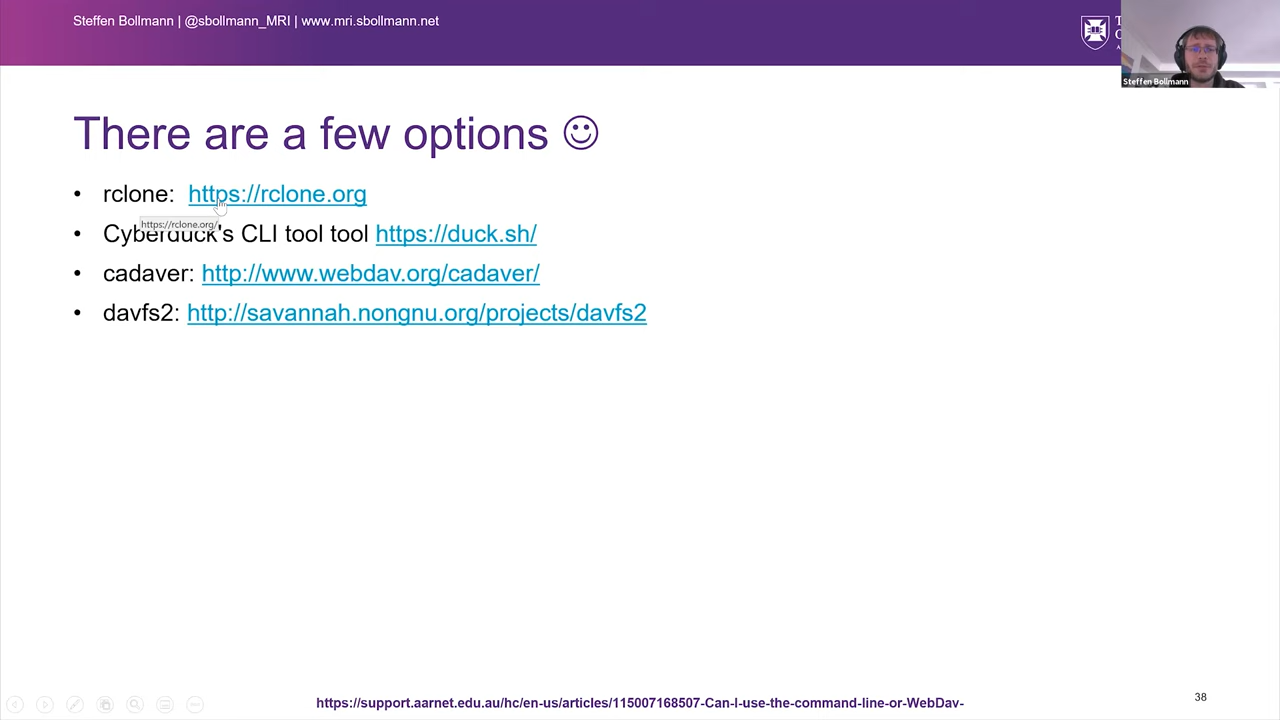 Steffen Bollmann | @sbollmann_MRI | www.mri.sbollmann.net
Steffen Bollmann
There are a few options ☺
• rclone: https://rclone.org
https://rclone.org/
• Cyberduck's CLI tool tool https://duck.sh/
• cadaver: http://www.webdav.org/cadaver/
• davfs2: http://savannah.nongnu.org/projects/davfs2
https://support.aarnet.edu.au/hc/en-us/articles/115007168507-Can-I-use-the-command-line-or-WebDav-
38